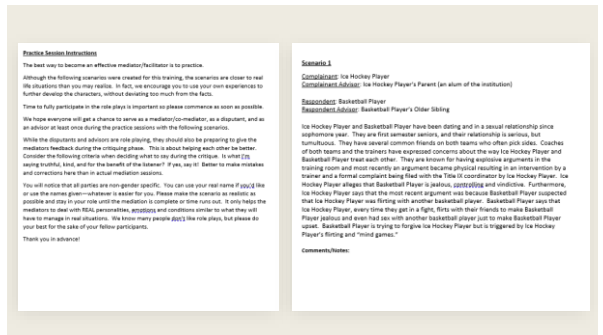 Practice Session Instructions
The best way to become an effective mediator/facilitator is to practice.
Although the following scenarios were created for this training, the scenarios are closer to real
life situations than you may realize. In fact, we encourage you to use your own experiences to
further develop the characters, without deviating too much from the facts.
Time to fully participate in the role plays is important so please commence as soon as possible.
We hope everyone will get a chance to serve as a mediator/co-mediator, as a disputant, and as
an advisor at least once during the practice sessions with the following scenarios.
While the disputants and advisors are role playing, they should also be preparing to give the
mediators feedback during the critiquing phase. This is about helping each other be better.
Consider the following criteria when deciding what to say during the critique. Is what I'm
saying truthful, kind, and for the benefit of the listener? If yes, say it! Better to make mistakes
and corrections here than in actual mediation sessions.
You will notice that all parties are non-gender specific. You can use your real name if you'd like
or use the names given—whatever is easier for you. Please make the scenario as realistic as
possible and stay in your role until the mediation is complete or time runs out. It only helps the
mediators to deal with REAL personalities, emotions and conditions similar to what they will
have to manage in real situations. We know many people don't like role plays, but please do
your best for the sake of your fellow participants.
Thank you in advance!
Scenario 1
Complainant: Ice Hockey Player
Complainant Advisor: Ice Hockey Player's Parent (an alum of the institution)
Respondent: Basketball Player
Respondent Advisor: Basketball Player's Older Sibling
Ice Hockey Player and Basketball Player have been dating and in a sexual relationship since
sophomore year. They are first semester seniors, and their relationship is serious, but
tumultuous. They have several common friends on both teams who often pick sides. Coaches
of both teams and the trainers have expressed concerns about the way Ice Hockey Player and
Basketball Player treat each other. They are known for having explosive arguments in the
training room and most recently an argument became physical resulting in an intervention by a
trainer and a formal complaint being filed with the Title IX coordinator by Ice Hockey Player. Ice
Hockey Player alleges that Basketball Player is jealous, controlling and vindictive. Furthermore,
Ice Hockey Player says that the most recent argument was because Basketball Player suspected
that Ice Hockey Player was flirting with another basketball player. Basketball Player says that
Ice Hockey Player, every time they get in a fight, flirts with their friends to make Basketball
Player jealous and even had sex with another basketball player just to make Basketball Player
upset. Basketball Player is trying to forgive Ice Hockey Player but is triggered by Ice Hockey
Player's flirting and "mind games."
Comments/Notes: